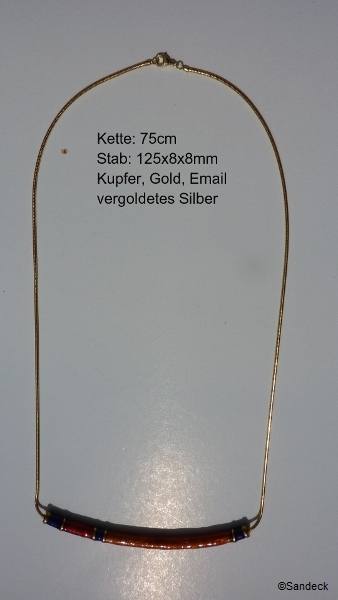 Kette: 75cm
Stab: 125x8x8mm
Kupfer, Gold, Email
vergoldetes Silber
©Sandeck